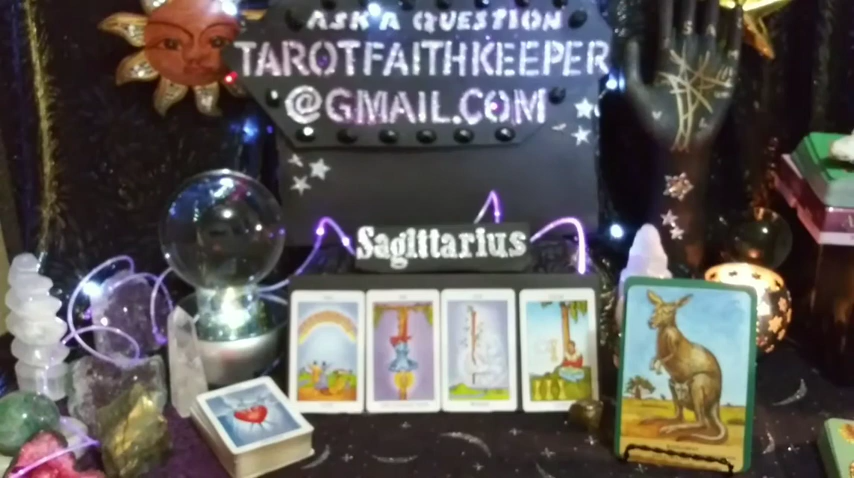 ASK A QUESTION
TAROTFAITHKEEPER
@GMAIL.COM
Sagittarius